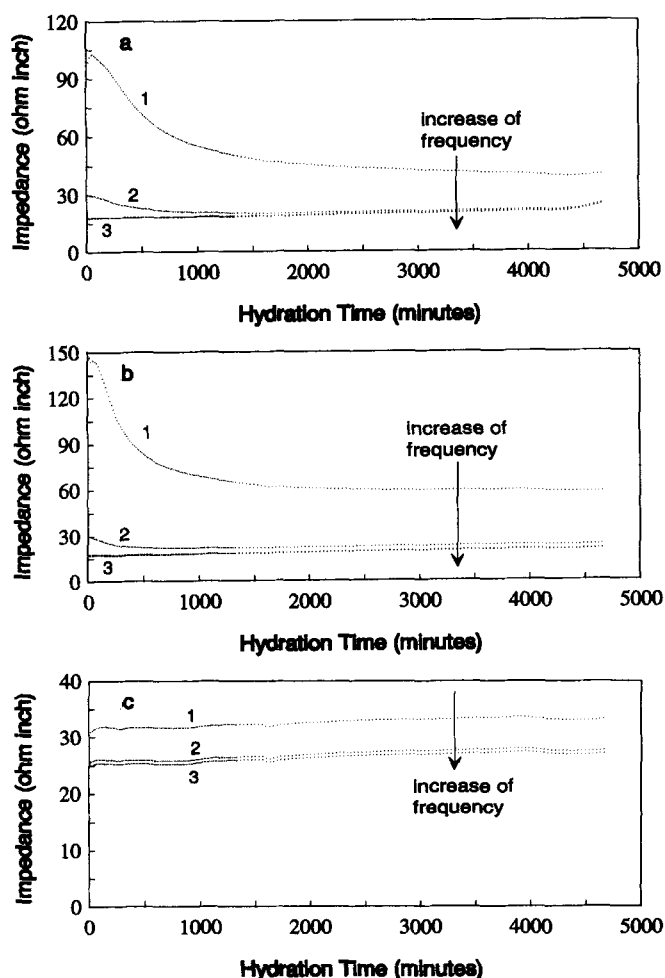 120
a
90
1
60
increase of
frequency
30
2
3
0
0 1000 2000 3000 4000 5000
Impedance (ohm inch)
Hydration Time (minutes)
150
b
120
1
90
increase of
frequency
60
30
2
3
0
0 1000 2000 3000 4000 5000
Impedance (ohm inch)
Hydration Time (minutes)
40
c
1
30
2
3
increase of
frequency
20
10
0
0 1000 2000 3000 4000 5000
Impedance (ohm inch)
Hydration Time (minutes)